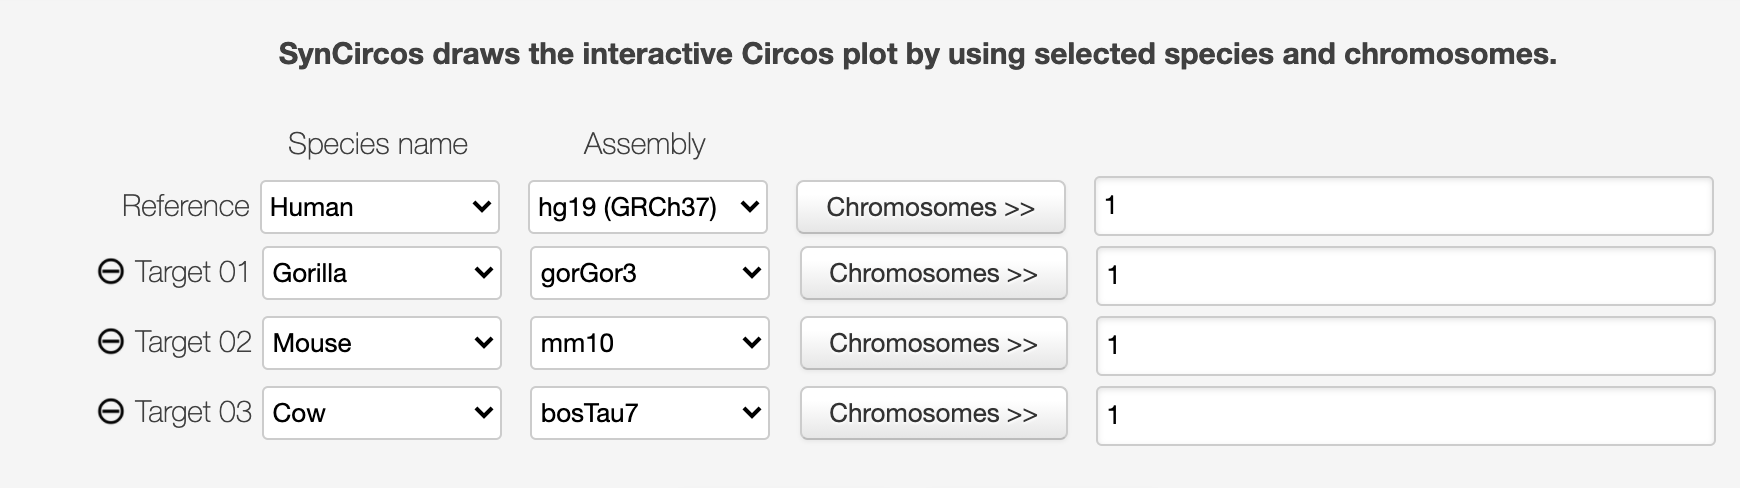 SynCircos draws the interactive Circos plot by using selected species and chromosomes.
Species name Assembly
Reference Human hg19 (GRCh37) Chromosomes >> 1
Target 01 Gorilla gorGor3 Chromosomes >> 1
Target 02 Mouse mm10 Chromosomes >> 1
Target 03 Cow bosTau7 Chromosomes >> 1